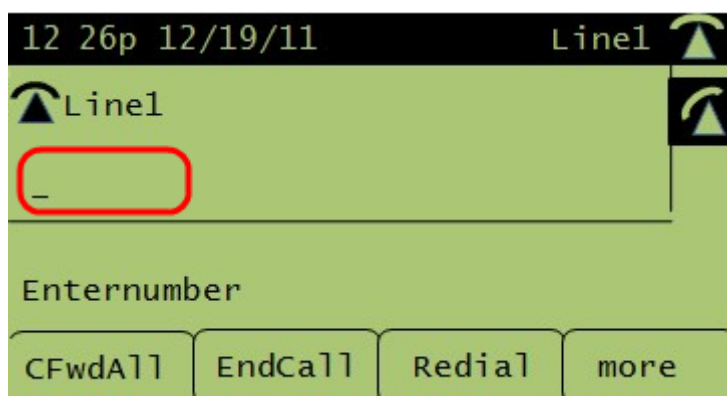 12 26p 12/19/11 Line1
Line1
_
Enternumber
CFwdAll EndCall Redial more